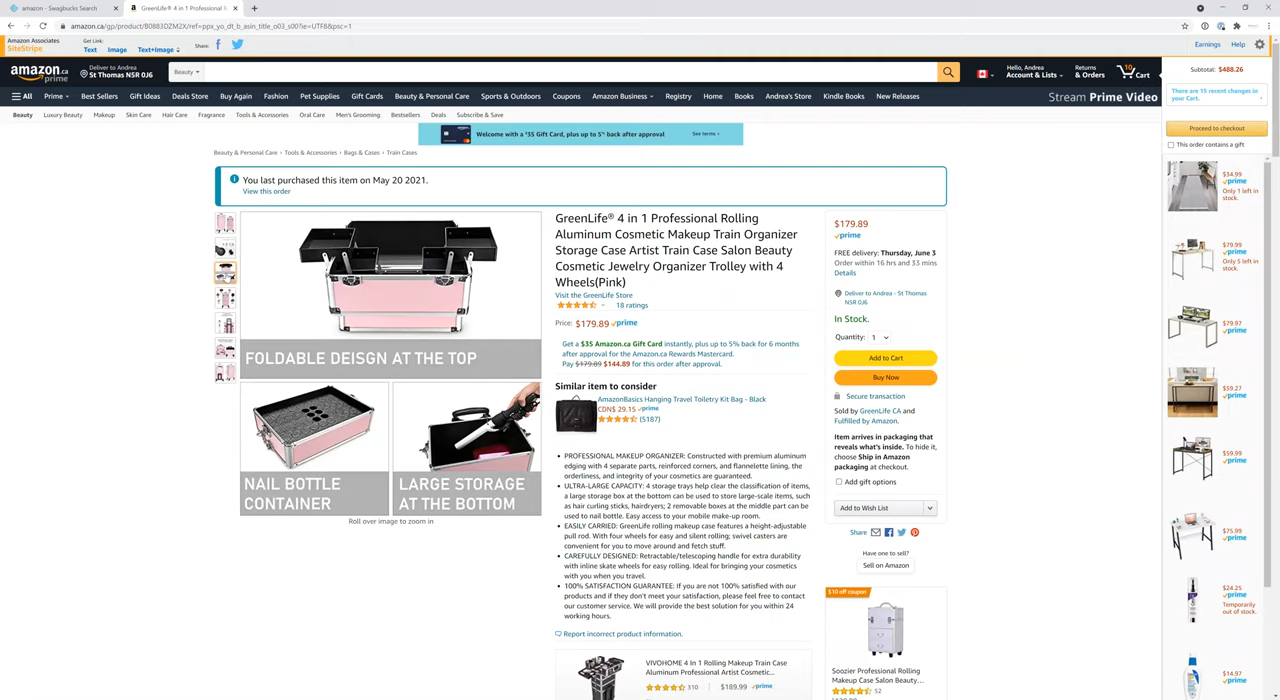 amazon - Swagbucks Search
GreenLife® 4 in 1 Professional R
amazon.ca/gp/product/B0883DZM2X/ref=ppx_yo_dt_b_asin_title_o03_s00?ie=UTF8&psc=1
Amazon Associates
SiteStripe
Get Link:
Text Image Text+Image
Share:
Earnings Help
amazon.ca
prime
Deliver to Andrea
St Thomas N5R 0J6
Beauty
Hello, Andrea
Account & Lists
Returns
& Orders
10
Cart
All Prime Best Sellers Gift Ideas Deals Store Buy Again Fashion Pet Supplies Gift Cards Beauty & Personal Care Sports & Outdoors Coupons Amazon Business Registry Home Books Andrea's Store Kindle Books New Releases
Stream Prime Video
Beauty Luxury Beauty Makeup Skin Care Hair Care Fragrance Tools & Accessories Oral Care Men's Grooming Bestsellers Deals Subscribe & Save
Welcome with a $35 Gift Card, plus up to 5% back after approval
See terms ›
Beauty & Personal Care › Tools & Accessories › Bags & Cases › Train Cases
You last purchased this item on May 20 2021.
View this order
FOLDABLE DEISGN AT THE TOP
NAIL BOTTLE
CONTAINER
LARGE STORAGE
AT THE BOTTOM
Roll over image to zoom in
GreenLife® 4 in 1 Professional Rolling
Aluminum Cosmetic Makeup Train Organizer
Storage Case Artist Train Case Salon Beauty
Cosmetic Jewelry Organizer Trolley with 4
Wheels(Pink)
Visit the GreenLife Store
18 ratings
Price: $179.89 prime
Get a $35 Amazon.ca Gift Card instantly, plus up to 5% back for 6 months
after approval for the Amazon.ca Rewards Mastercard.
Pay $179.89 $144.89 for this order after approval.
Similar item to consider
AmazonBasics Hanging Travel Toiletry Kit Bag - Black
CDN$ 29.15 prime
(5187)
• PROFESSIONAL MAKEUP ORGANIZER: Constructed with premium aluminum
edging with 4 separate parts, reinforced corners, and flannelette lining, the
orderliness, and integrity of your cosmetics are guaranteed.
• ULTRA-LARGE CAPACITY: 4 storage trays help clear the classification of items,
a large storage box at the bottom can be used to store large-scale items, such
as hair curling sticks, hairdryers; 2 removable boxes at the middle part can be
used to nail bottle. Easy access to your mobile make-up room.
• EASILY CARRIED: GreenLife rolling makeup case features a height-adjustable
pull rod. With four wheels for easy and silent rolling; swivel casters are
convenient for you to move around and fetch stuff.
• CAREFULLY DESIGNED: Retractable/telescoping handle for extra durability
with inline skate wheels for easy rolling. Ideal for bringing your cosmetics
with you when you travel.
• 100% SATISFACTION GUARANTEE: If you are not 100% satisfied with our
products and if they don't meet your satisfaction, please feel free to contact
our customer service. We will provide the best solution for you within 24
working hours.
Report incorrect product information.
VIVOHOME 4 In 1 Rolling Makeup Train Case
Aluminum Professional Artist Cosmetic...
310 $189.99 prime
$179.89
prime
FREE delivery: Thursday, June 3
Order within 16 hrs and 33 mins
Details
Deliver to Andrea - St Thomas
N5R 0J6
In Stock.
Quantity: 1
Add to Cart
Buy Now
Secure transaction
Sold by GreenLife CA and
Fulfilled by Amazon.
Item arrives in packaging that
reveals what's inside. To hide it,
choose Ship in Amazon
packaging at checkout.
Add gift options
Add to Wish List
Share
Have one to sell?
Sell on Amazon
$10 off coupon
Soozier Professional Rolling
Makeup Case Salon Beauty...
52
Subtotal: $488.26
There are 15 recent changes in
your Cart.
Proceed to checkout
This order contains a gift
$34.99
prime
Only 1 left in
stock.
$79.99
prime
Only 5 left in
stock.
$79.97
prime
$59.27
prime
$59.99
prime
$75.99
prime
$24.25
prime
Temporarily
out of stock.
$14.97
prime